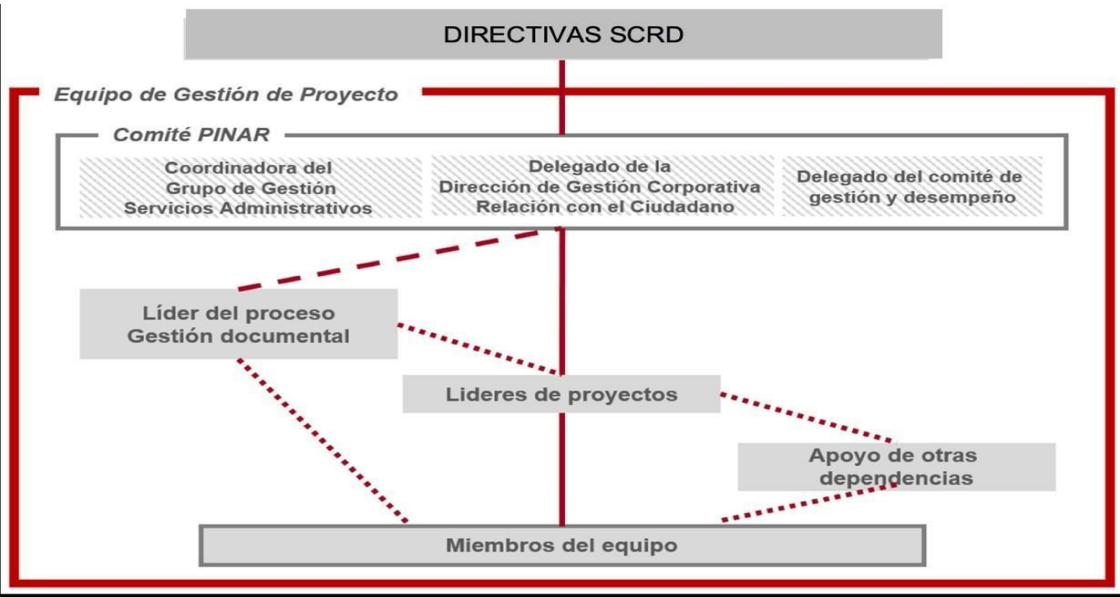 DIRECTIVAS SCRD
Equipo de Gestión de Proyecto
Comité PINAR
Coordinadora del
Grupo de Gestión
Servicios Administrativos
Delegado de la
Dirección de Gestión Corporativa
Relación con el Ciudadano
Delegado del comité de
gestión y desempeño
Líder del proceso
Gestión documental
Lideres de proyectos
Apoyo de otras
dependencias
Miembros del equipo